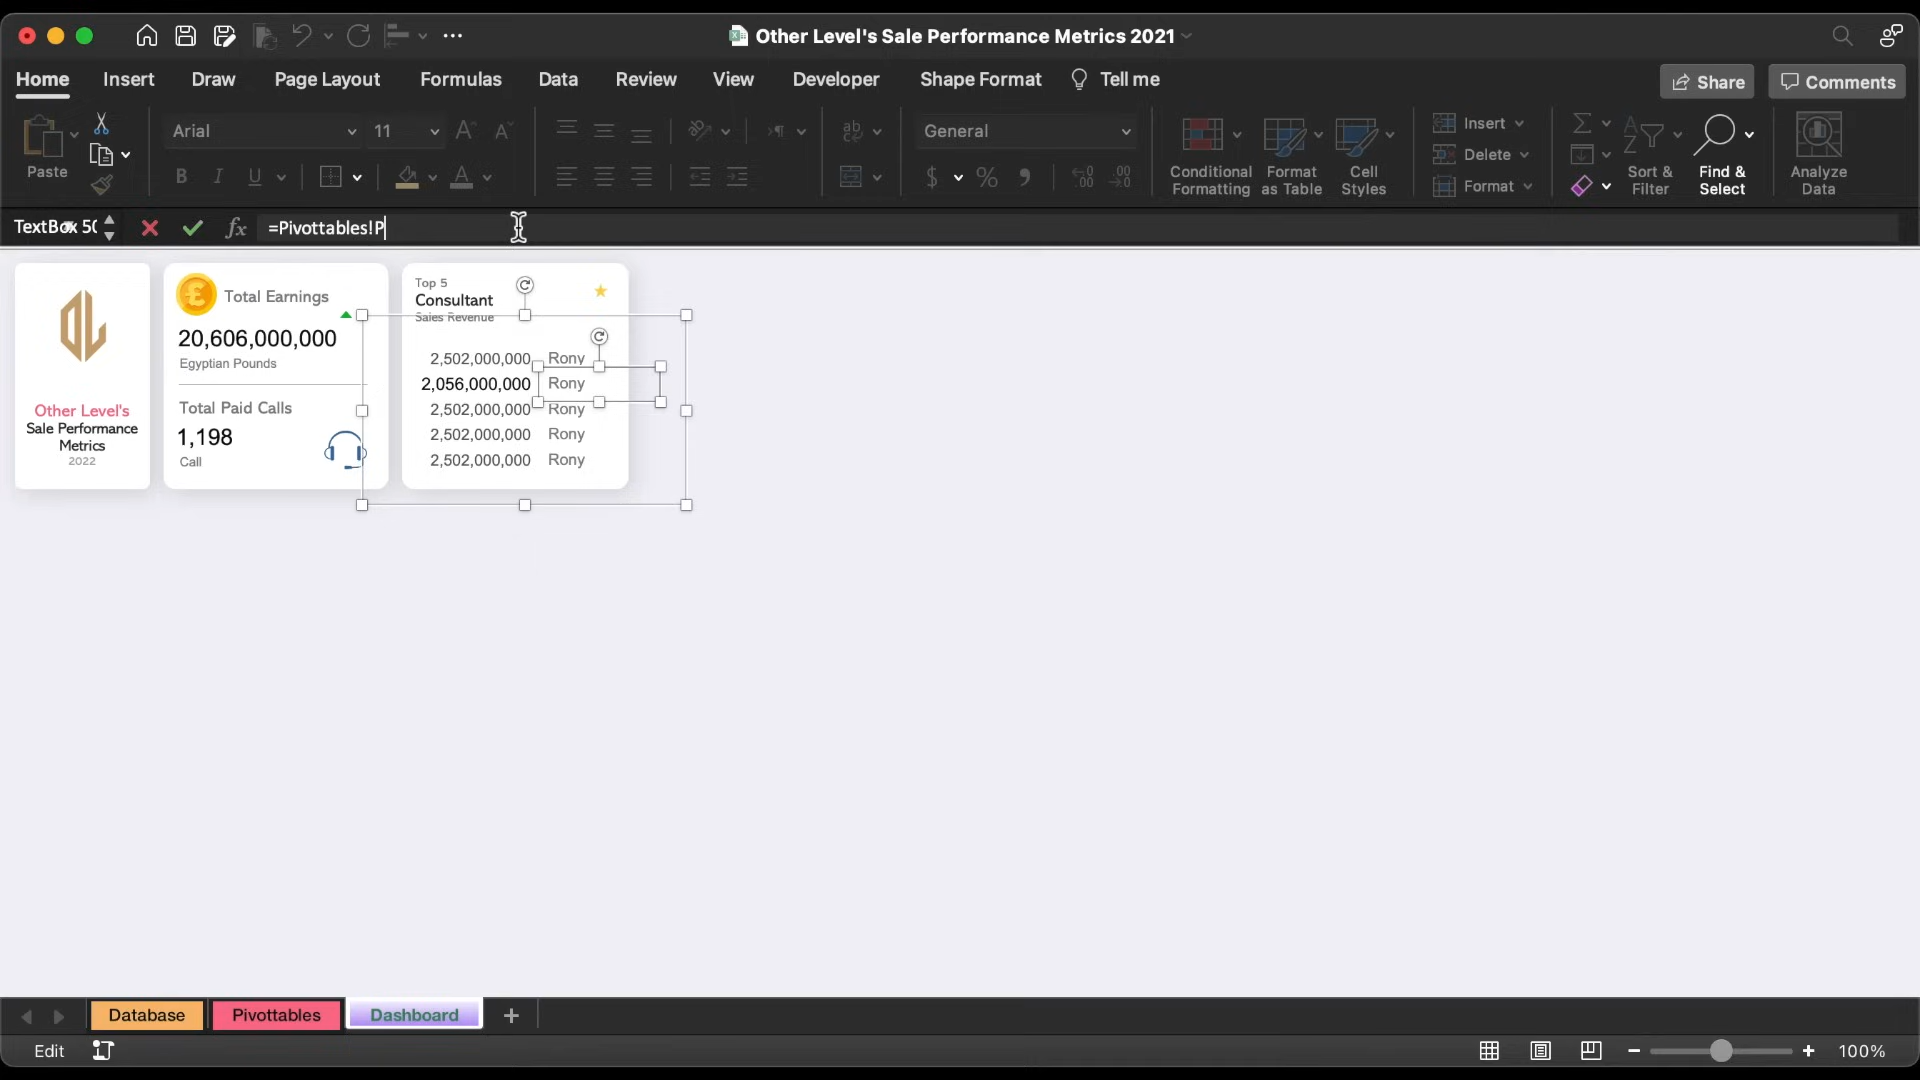 Other Level's Sale Performance Metrics 2021
Home Insert Draw Page Layout Formulas Data Review View Developer Shape Format Tell me
Share Comments
Paste
Arial 11
B I U
General
$ % 
Conditional Formatting
Format as Table
Cell Styles
Insert
Delete
Format
Sort & Filter
Find & Select
Analyze Data
fx =Pivottables!P
Other Level's
Sale Performance
Metrics
2022
Total Earnings
20,606,000,000
Egyptian Pounds
Total Paid Calls
1,198
Call
Top 5
Consultant
Sales Revenue
2,502,000,000 Rony
2,056,000,000 Rony
2,502,000,000 Rony
2,502,000,000 Rony
2,502,000,000 Rony
Database Pivottables Dashboard
Edit
100%